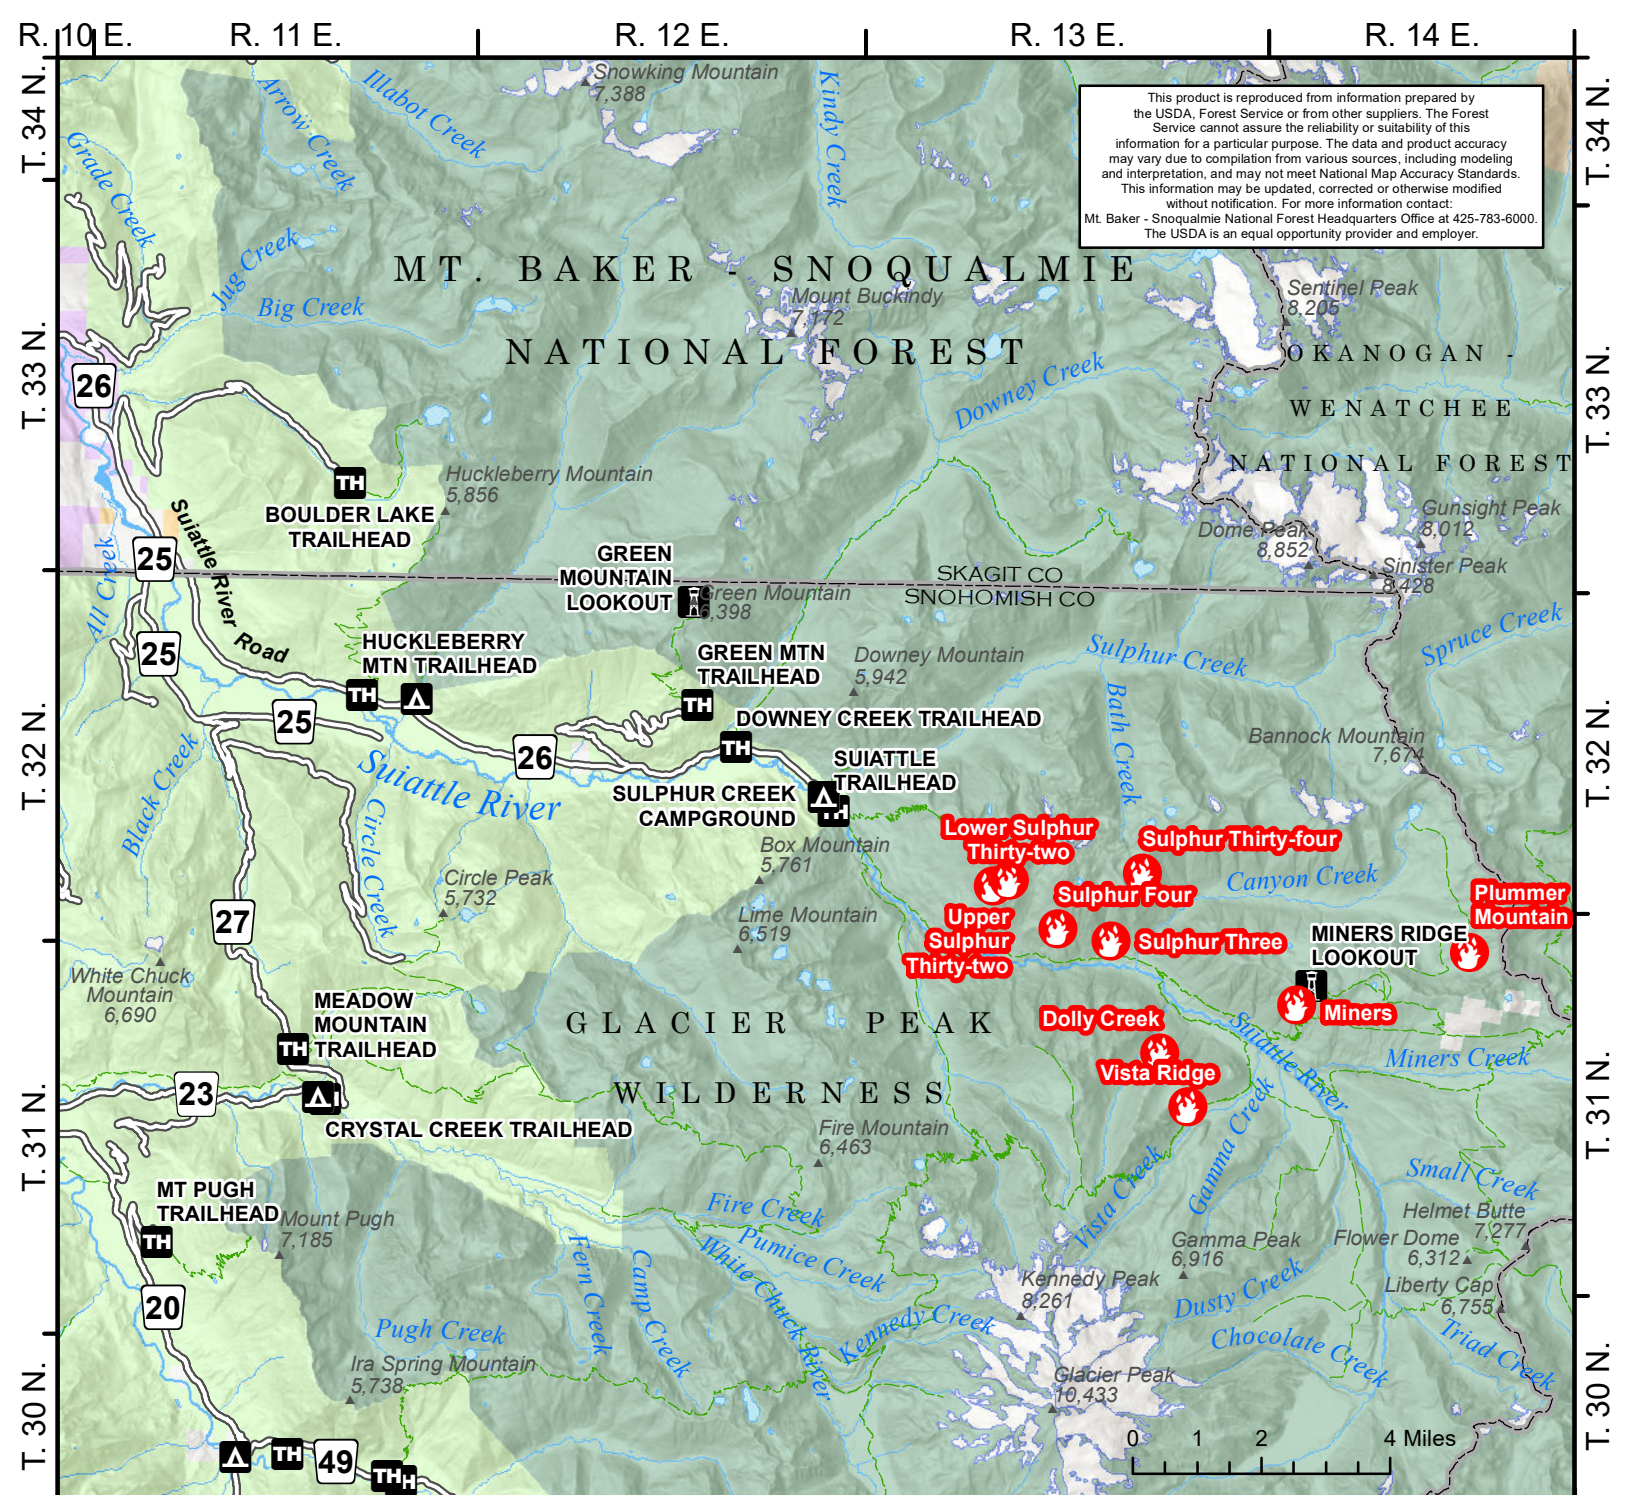 R. 10 E.
R. 11 E.
R. 12 E.
R. 13 E.
R. 14 E.
T. 34 N.
T. 33 N.
T. 32 N.
T. 31 N.
T. 30 N.
T. 34 N.
T. 33 N.
T. 32 N.
T. 31 N.
T. 30 N.
This product is reproduced from information prepared by
the USDA, Forest Service or from other suppliers. The Forest
Service cannot assure the reliability or suitability of this
information for a particular purpose. The data and product accuracy
may vary due to compilation from various sources, including modeling
and interpretation, and may not meet National Map Accuracy Standards.
This information may be updated, corrected or otherwise modified
without notification. For more information contact:
Mt. Baker - Snoqualmie National Forest Headquarters Office at 425-783-6000.
The USDA is an equal opportunity provider and employer.
Snowking Mountain
7,388
Illabot Creek
Arrow Creek
Kindy Creek
Grade Creek
Jug Creek
Big Creek
MT. BAKER - SNOQUALMIE
NATIONAL FOREST
Mount Buckindy
7,172
Sentinel Peak
8,205
OKANOGAN -
WENATCHEE
NATIONAL FOREST
Downey Creek
26
Huckleberry Mountain
5,856
TH
BOULDER LAKE
TRAILHEAD
Suiattle River Road
Gunsight Peak
8,012
Dome Peak
8,852
Sinister Peak
8,428
25
All Creek
GREEN
MOUNTAIN
LOOKOUT
Green Mountain
6,398
SKAGIT CO
SNOHOMISH CO
25
HUCKLEBERRY
MTN TRAILHEAD
TH
GREEN MTN
TRAILHEAD
TH
Downey Mountain
5,942
Sulphur Creek
Spruce Creek
Bath Creek
25
26
DOWNEY CREEK TRAILHEAD
TH
Bannock Mountain
7,674
Black Creek
Suiattle River
Circle Creek
SUIATTLE
TRAILHEAD
TH
SULPHUR CREEK
CAMPGROUND
Box Mountain
5,761
Lower Sulphur
Thirty-two
Sulphur Thirty-four
Canyon Creek
Circle Peak
5,732
Sulphur Four
Plummer
Mountain
27
Lime Mountain
6,519
Upper
Sulphur
Thirty-two
Sulphur Three
MINERS RIDGE
LOOKOUT
White Chuck
Mountain
6,690
MEADOW
MOUNTAIN
TRAILHEAD
TH
GLACIER PEAK
WILDERNESS
Dolly Creek
Miners
Suiattle River
Miners Creek
Vista Ridge
23
CRYSTAL CREEK TRAILHEAD
Fire Mountain
6,463
Gamma Creek
Vista Creek
Small Creek
MT PUGH
TRAILHEAD
TH
Mount Pugh
7,185
Fire Creek
Pumice Creek
White Chuck River
Fern Creek
Camp Creek
Helmet Butte
7,277
Flower Dome
6,312
Gamma Peak
6,916
Liberty Cap
6,755
Kennedy Peak
8,261
Dusty Creek
20
Pugh Creek
Kennedy Creek
Chocolate Creek
Triad Creek
Ira Spring Mountain
5,738
Glacier Peak
10,433
TH
49
TH
H
0 1 2 4 Miles